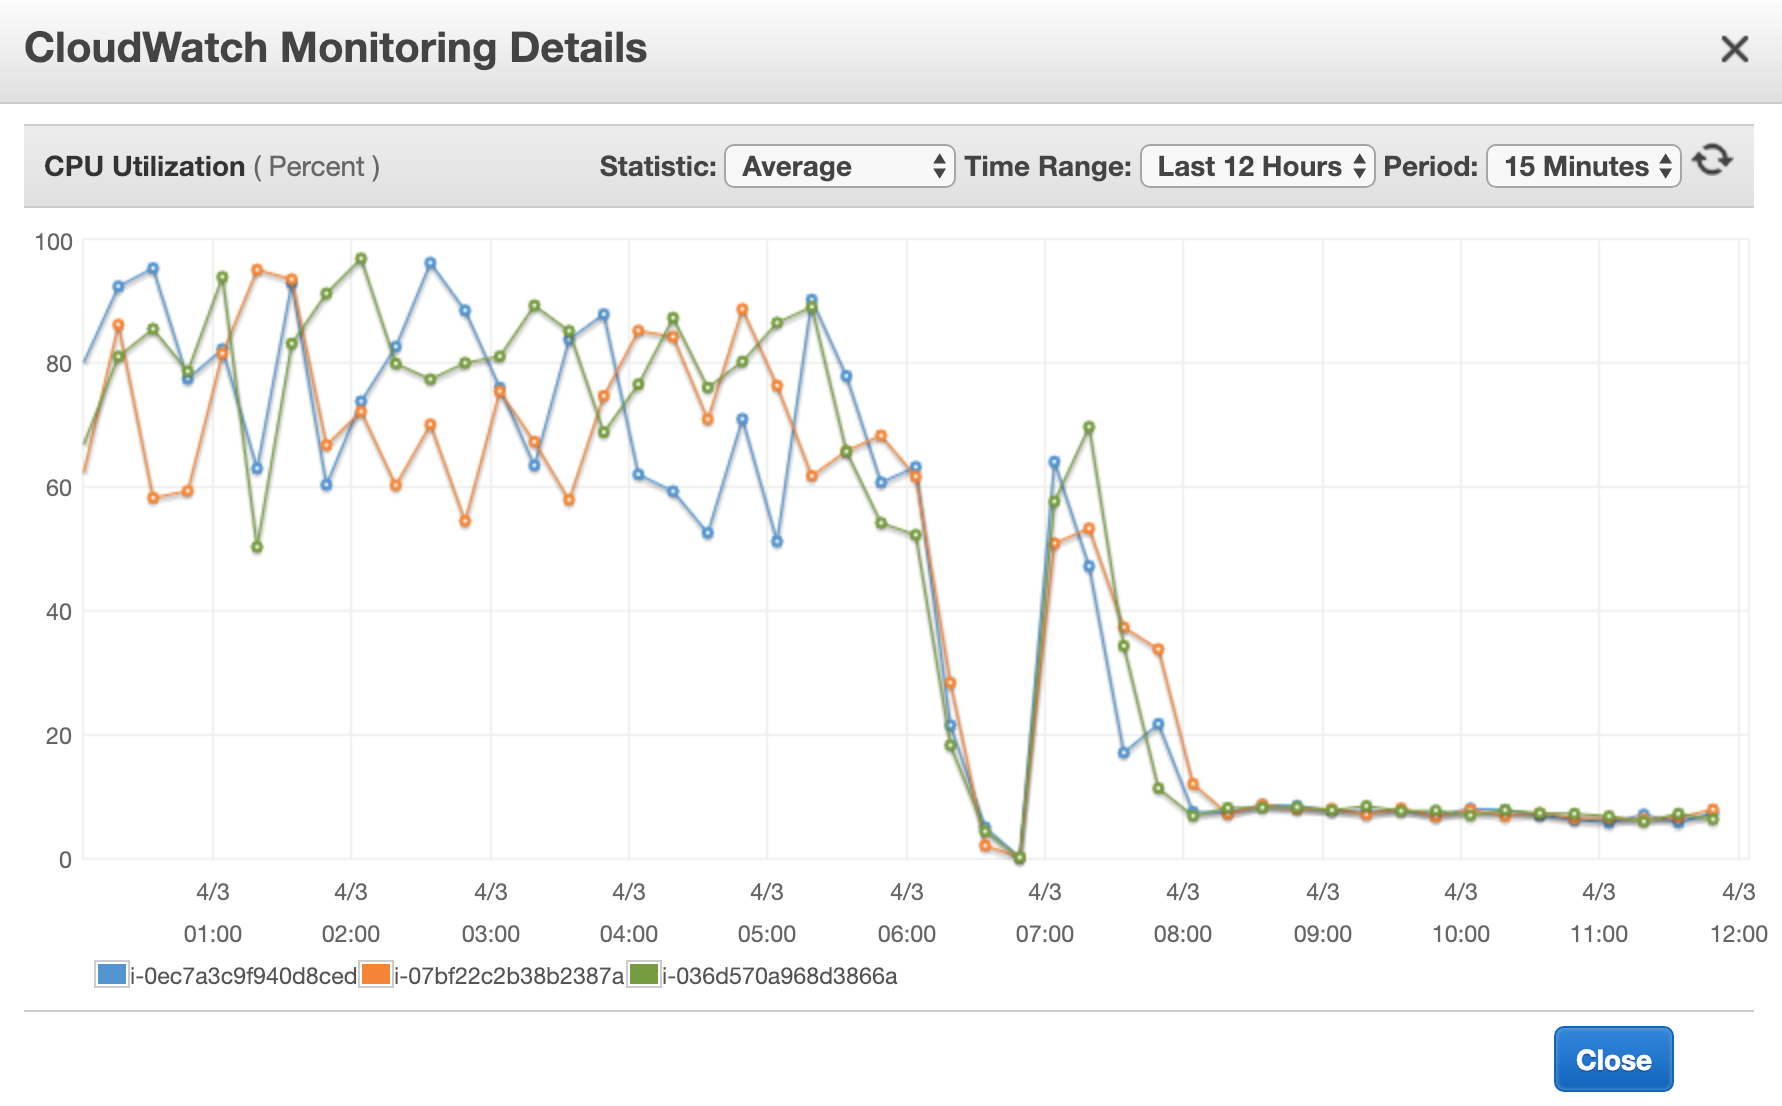 CloudWatch Monitoring Details
CPU Utilization ( Percent ) Statistic: Average Time Range: Last 12 Hours Period: 15 Minutes
100
80
60
40
20
0
4/3 4/3 4/3 4/3 4/3 4/3 4/3 4/3 4/3 4/3 4/3 4/3
01:00 02:00 03:00 04:00 05:00 06:00 07:00 08:00 09:00 10:00 11:00 12:00
i-0ec7a3c9f940d8ced i-07bf22c2b38b2387a i-036d570a968d3866a
Close